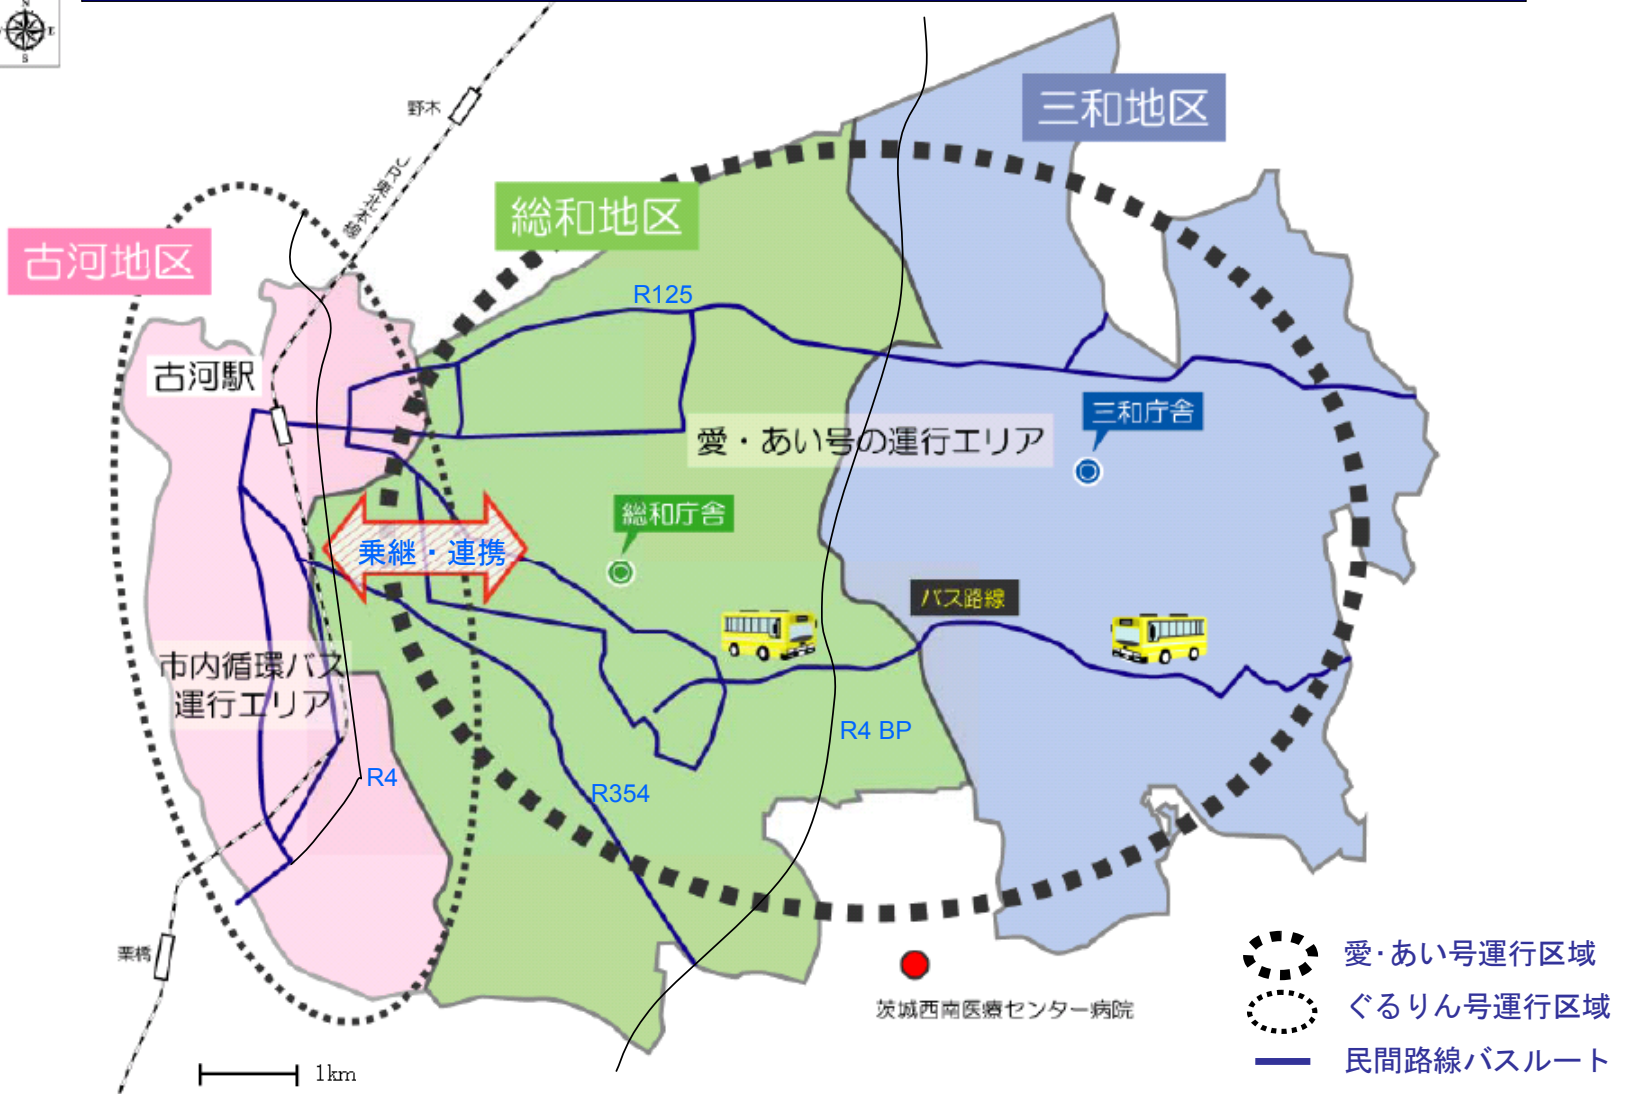 N
E
S
野木
JR東北本線
三和地区
総和地区
古河地区
R125
古河駅
三和庁舎
愛・あい号の運行エリア
総和庁舎
乗継・連携
バス路線
市内循環バス
運行エリア
R4 BP
R4
R354
栗橋
茨城西南医療センター病院
愛･あい号運行区域
ぐるりん号運行区域
民間路線バスルート
1km